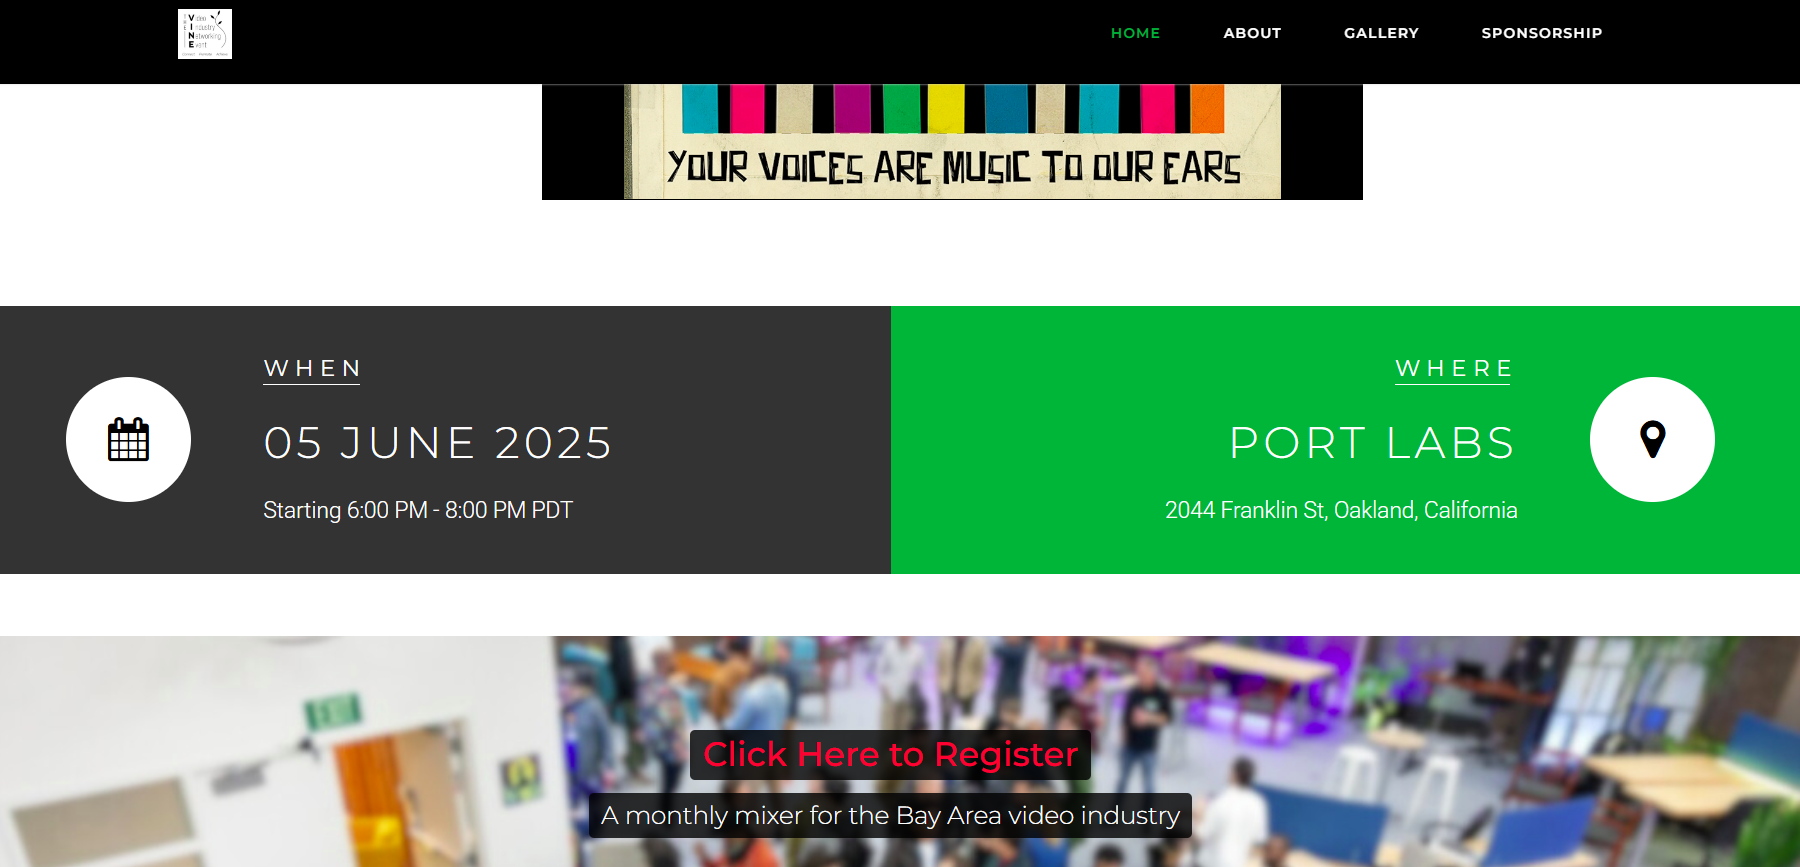 THE
Video
Industry
Networking
Event
HOME
ABOUT
GALLERY
SPONSORSHIP
YOUR VOICES ARE MUSIC TO OUR EARS
WHEN
05 JUNE 2025
Starting 6:00 PM - 8:00 PM PDT
WHERE
PORT LABS
2044 Franklin St, Oakland, California
EXIT
Click Here to Register
A monthly mixer for the Bay Area video industry